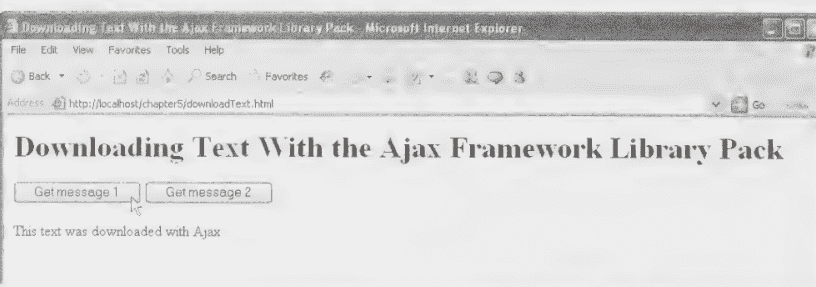 Downloading Text With the Ajax Framework Library Pack - Microsoft Internet Explorer
File Edit View Favorites Tools Help
Back Search Favorites
Address http://localhost/chapter5/downloadText.html Go
Downloading Text With the Ajax Framework Library Pack
Get message 1 Get message 2
This text was downloaded with Ajax